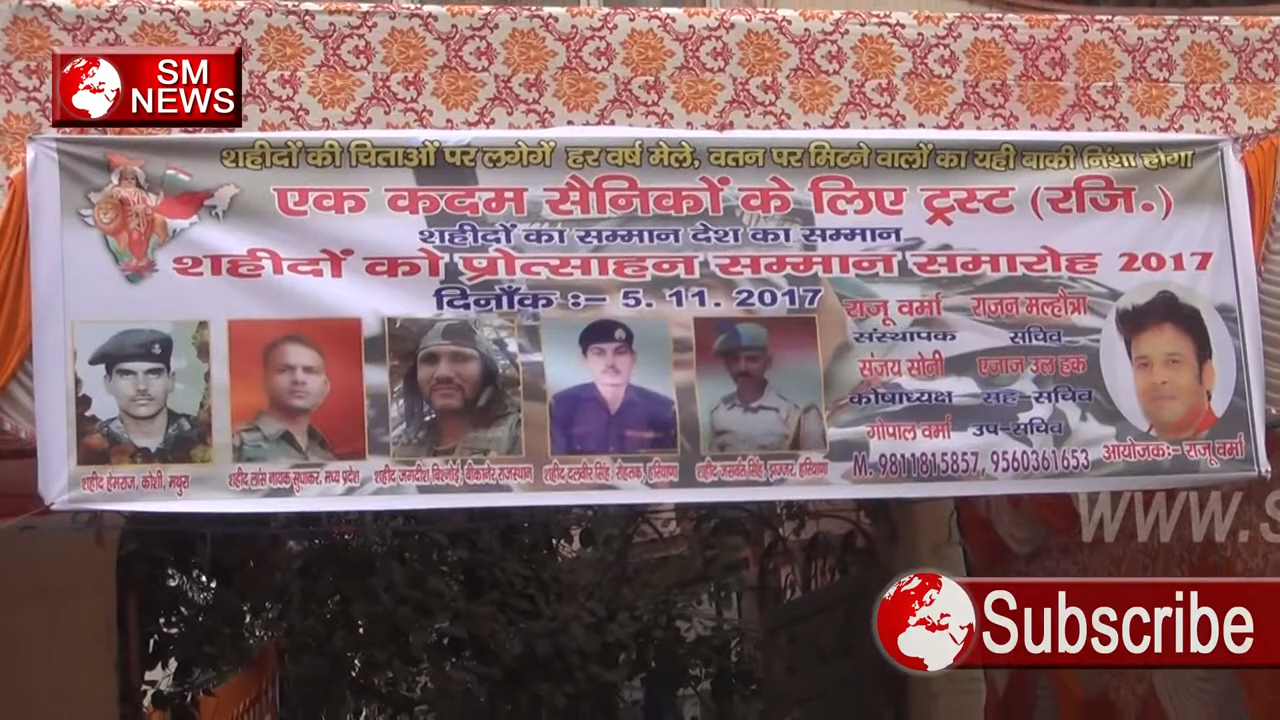 SM
NEWS
शहीदों की चिताओं पर लगेगें हर वर्ष मेले, वतन पर मिटने वालों का यही बाकी निंशा होगा
एक कदम सैनिकों के लिए ट्रस्ट (रजि.)
शहीदों का सम्मान देश का सम्मान
शहीदों को प्रोत्साहन सम्मान समारोह 2017
दिनाँक :- 5. 11. 2017
राजू वर्मा राजन मल्हौत्रा
संस्थापक सचिव
संजय सोनी एजाज उल हक
कोषाध्यक्ष सह-सचिव
गोपाल वर्मा उप-सचिव
M. 9811815857, 9560361653
आयोजक:- राजू वर्मा
शहीद हेमराज, कोशी, मथुरा
शहीद लांस नायक सुधाकर, मध्य प्रदेश
शहीद जगदीश बिश्नोई, बीकानेर, राजस्थान
शहीद दलबीर सिंह, रोहतक, हरियाणा
शहीद, जसवंत सिंह, झज्जर, हरियाणा
www.s
Subscribe